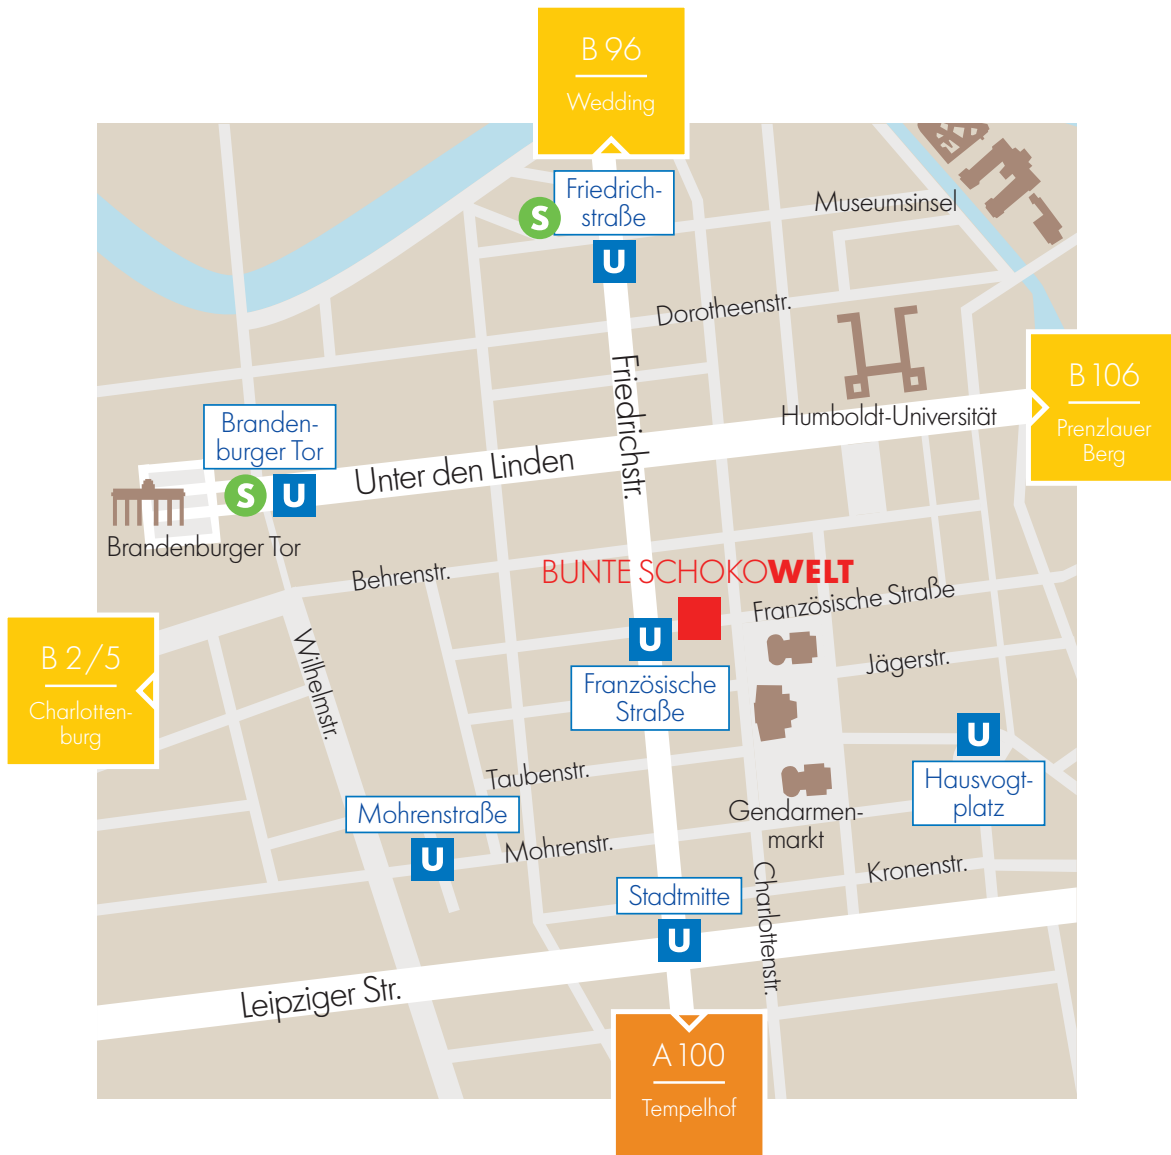 B 96
Wedding
Friedrich-
straße
S
U
Museumsinsel
Dorotheenstr.
Friedrichstr.
B 106
Prenzlauer
Berg
Humboldt-Universität
Branden-
burger Tor
S
U
Unter den Linden
Brandenburger Tor
Behrenstr.
BUNTE SCHOKOWELT
Französische Straße
U
Französische
Straße
Jägerstr.
B 2/5
Charlotten-
burg
Wilhelmstr.
U
Hausvogt-
platz
Taubenstr.
Mohrenstraße
U
Mohrenstr.
Gendarmen-
markt
Kronenstr.
Charlottenstr.
Stadtmitte
U
Leipziger Str.
A 100
Tempelhof